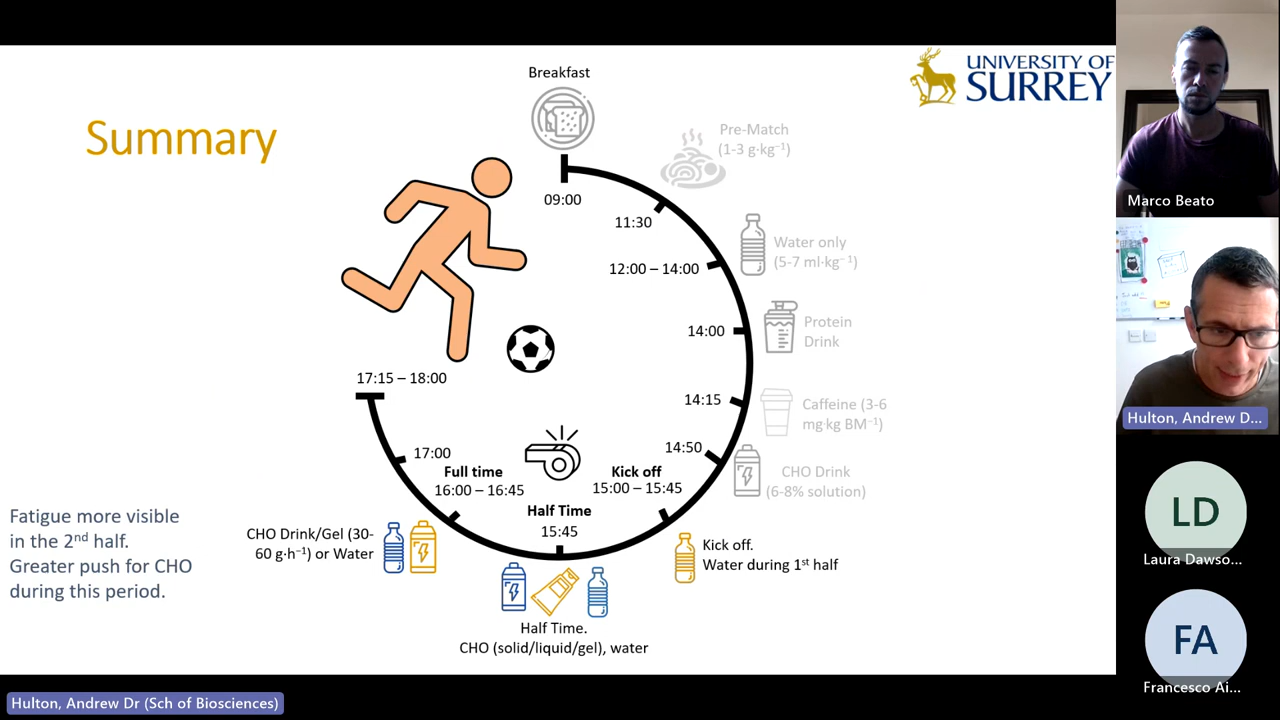 UNIVERSITY OF
SURREY
Summary
Breakfast
09:00
Pre-Match
(1-3 g·kg⁻¹)
11:30
Water only
(5-7 ml·kg⁻¹)
12:00 – 14:00
Protein
Drink
14:00
Caffeine (3-6
mg·kg BM⁻¹)
14:15
CHO Drink
(6-8% solution)
14:50
Kick off
15:00 – 15:45
Kick off.
Water during 1st half
Half Time
15:45
Half Time.
CHO (solid/liquid/gel), water
Full time
16:00 – 16:45
CHO Drink/Gel (30-
60 g·h⁻¹) or Water
17:00
17:15 – 18:00
Fatigue more visible
in the 2nd half.
Greater push for CHO
during this period.
Marco Beato
Hulton, Andrew D...
LD
Laura Dawso...
FA
Francesco Ai...
Hulton, Andrew Dr (Sch of Biosciences)